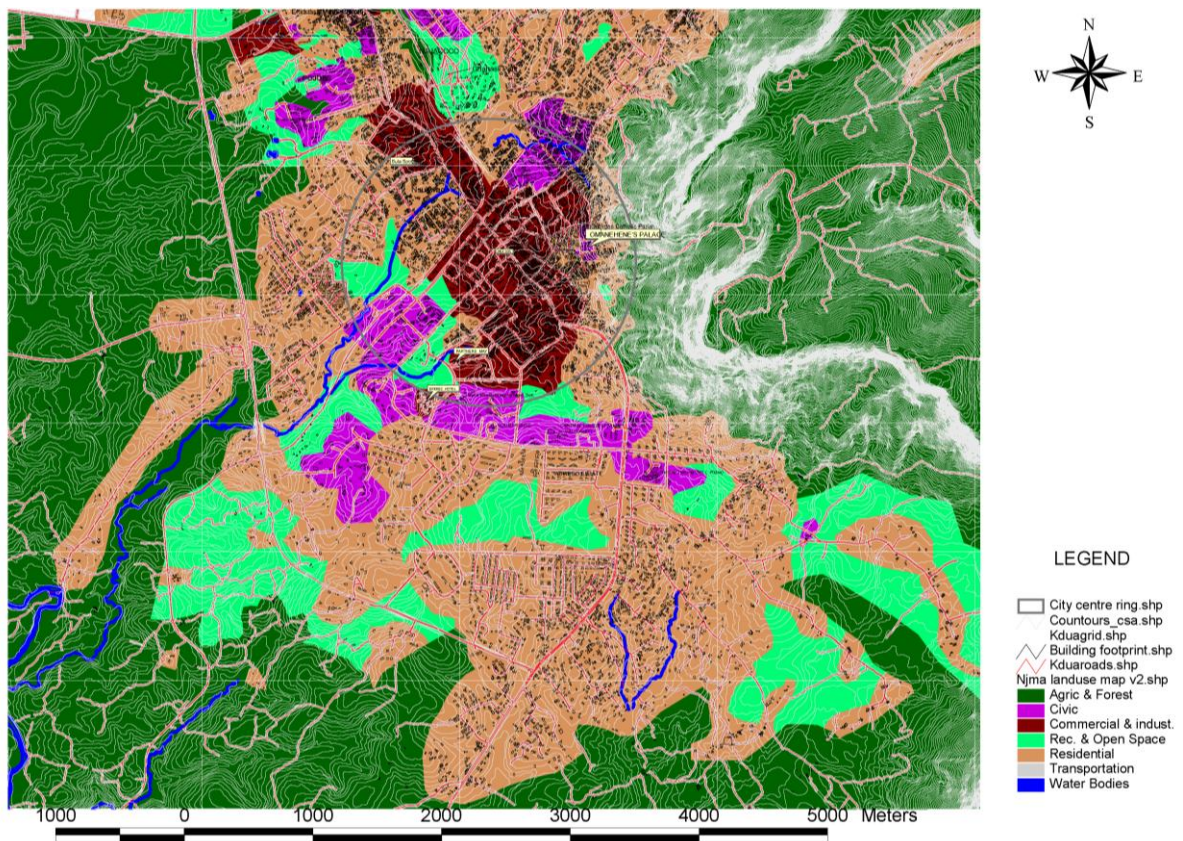 N
W E
S
OMANEHENE'S PALACE
LEGEND
City centre ring.shp
Countours_csa.shp
Kduagrid.shp
Building footprint.shp
Kduaroads.shp
Njma landuse map v2.shp
Agric & Forest
Civic
Commercial & indust.
Rec. & Open Space
Residential
Transportation
Water Bodies
1000 0 1000 2000 3000 4000 5000 Meters